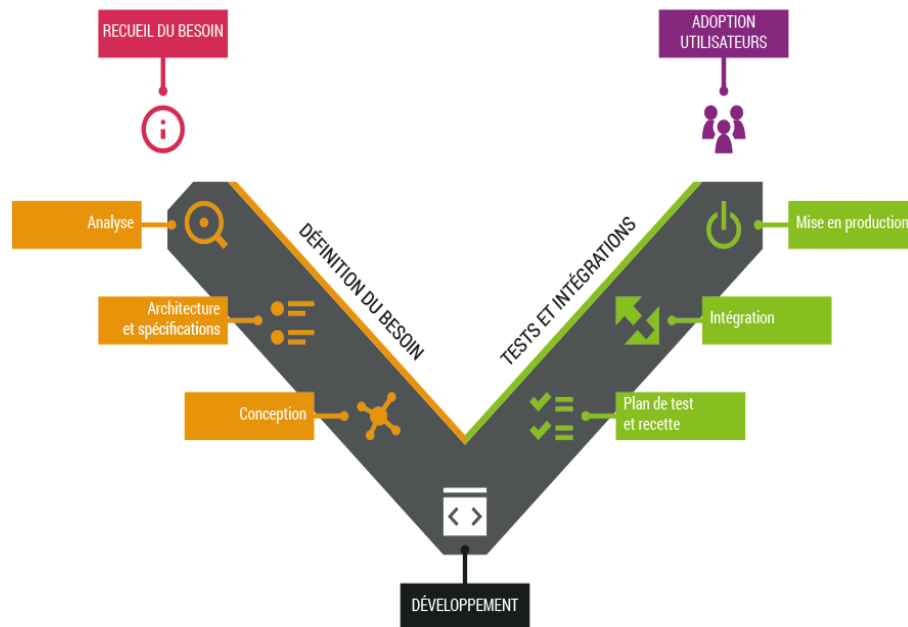 RECUEIL DU BESOIN
ADOPTION
UTILISATEURS
Analyse
Mise en production
DÉFINITION DU BESOIN
TESTS ET INTÉGRATIONS
Architecture
et spécifications
Intégration
Conception
Plan de test
et recette
DÉVELOPPEMENT